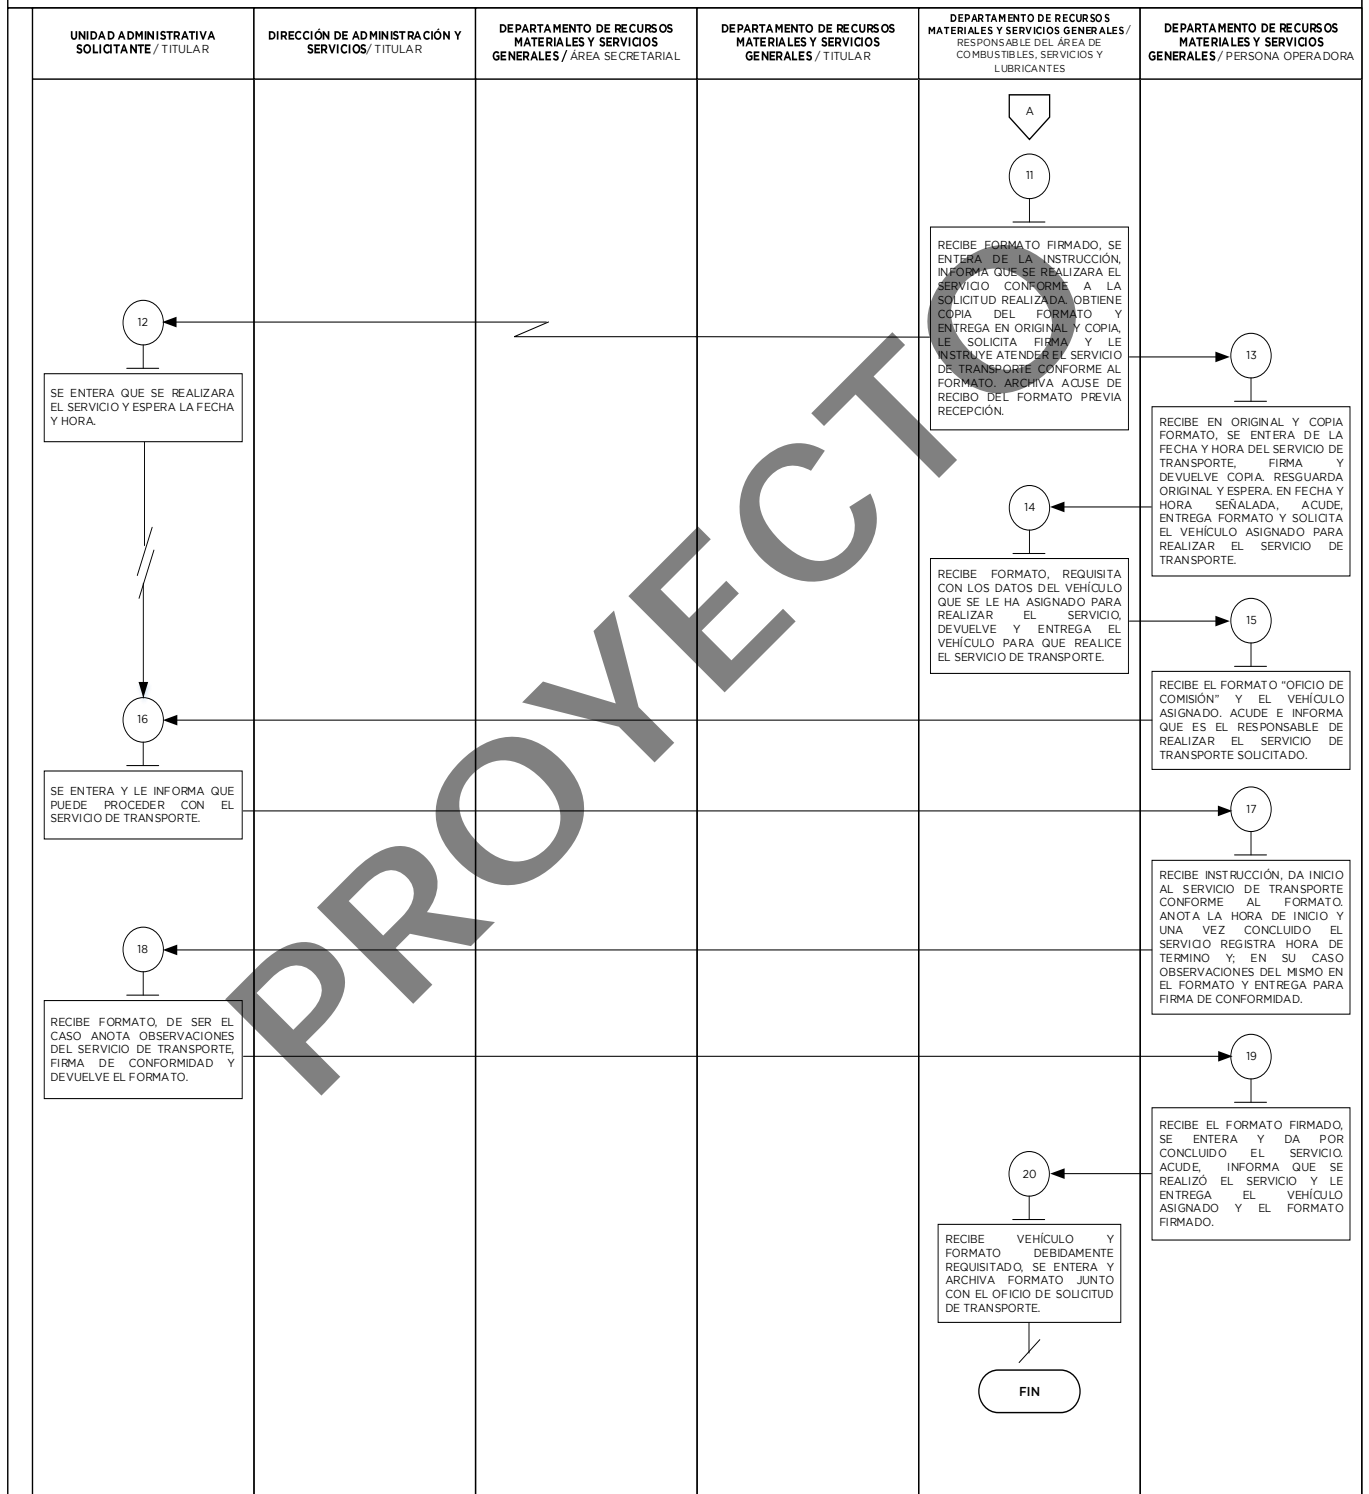 UNIDAD ADMINISTRATIVA
SOLICITANTE / TITULAR
DIRECCIÓN DE ADMINISTRACIÓN Y
SERVICIOS/ TITULAR
DEPARTAMENTO DE RECURSOS
MATERIALES Y SERVICIOS
GENERALES / ÁREA SECRETARIAL
DEPARTAMENTO DE RECURSOS
MATERIALES Y SERVICIOS
GENERALES / TITULAR
DEPARTAMENTO DE RECURSOS
MATERIALES Y SERVICIOS GENERALES /
RESPONSABLE DEL ÁREA DE
COMBUSTIBLES, SERVICIOS Y
LUBRICANTES
DEPARTAMENTO DE RECURSOS
MATERIALES Y SERVICIOS
GENERALES / PERSONA OPERADORA
A
11
RECIBE FORMATO FIRMADO, SE
ENTERA DE LA INSTRUCCIÓN,
INFORMA QUE SE REALIZARA EL
SERVICIO CONFORME A LA
SOLICITUD REALIZADA. OBTIENE
COPIA DEL FORMATO Y
ENTREGA EN ORIGINAL Y COPIA,
LE SOLICITA FIRMA Y LE
INSTRUYE ATENDER EL SERVICIO
DE TRANSPORTE CONFORME AL
FORMATO. ARCHIVA ACUSE DE
RECIBO DEL FORMATO PREVIA
RECEPCIÓN.
12
SE ENTERA QUE SE REALIZARA
EL SERVICIO Y ESPERA LA FECHA
Y HORA.
13
RECIBE EN ORIGINAL Y COPIA
FORMATO, SE ENTERA DE LA
FECHA Y HORA DEL SERVICIO DE
TRANSPORTE, FIRMA Y
DEVUELVE COPIA. RESGUARDA
ORIGINAL Y ESPERA. EN FECHA Y
HORA SEÑALADA, ACUDE,
ENTREGA FORMATO Y SOLICITA
EL VEHÍCULO ASIGNADO PARA
REALIZAR EL SERVICIO DE
TRANSPORTE.
14
RECIBE FORMATO, REQUISITA
CON LOS DATOS DEL VEHÍCULO
QUE SE LE HA ASIGNADO PARA
REALIZAR EL SERVICIO,
DEVUELVE Y ENTREGA EL
VEHÍCULO PARA QUE REALICE
EL SERVICIO DE TRANSPORTE.
15
RECIBE EL FORMATO “OFICIO DE
COMISIÓN” Y EL VEHÍCULO
ASIGNADO. ACUDE E INFORMA
QUE ES EL RESPONSABLE DE
REALIZAR EL SERVICIO DE
TRANSPORTE SOLICITADO.
16
SE ENTERA Y LE INFORMA QUE
PUEDE PROCEDER CON EL
SERVICIO DE TRANSPORTE.
17
RECIBE INSTRUCCIÓN, DA INICIO
AL SERVICIO DE TRANSPORTE
CONFORME AL FORMATO.
ANOTA LA HORA DE INICIO Y
UNA VEZ CONCLUIDO EL
SERVICIO REGISTRA HORA DE
TERMINO Y; EN SU CASO
OBSERVACIONES DEL MISMO EN
EL FORMATO Y ENTREGA PARA
FIRMA DE CONFORMIDAD.
18
RECIBE FORMATO, DE SER EL
CASO ANOTA OBSERVACIONES
DEL SERVICIO DE TRANSPORTE,
FIRMA DE CONFORMIDAD Y
DEVUELVE EL FORMATO.
19
RECIBE EL FORMATO FIRMADO,
SE ENTERA Y DA POR
CONCLUIDO EL SERVICIO.
ACUDE, INFORMA QUE SE
REALIZÓ EL SERVICIO Y LE
ENTREGA EL VEHÍCULO
ASIGNADO Y EL FORMATO
FIRMADO.
20
RECIBE VEHÍCULO Y
FORMATO DEBIDAMENTE
REQUISITADO, SE ENTERA Y
ARCHIVA FORMATO JUNTO
CON EL OFICIO DE SOLICITUD
DE TRANSPORTE.
FIN
PROYECTO